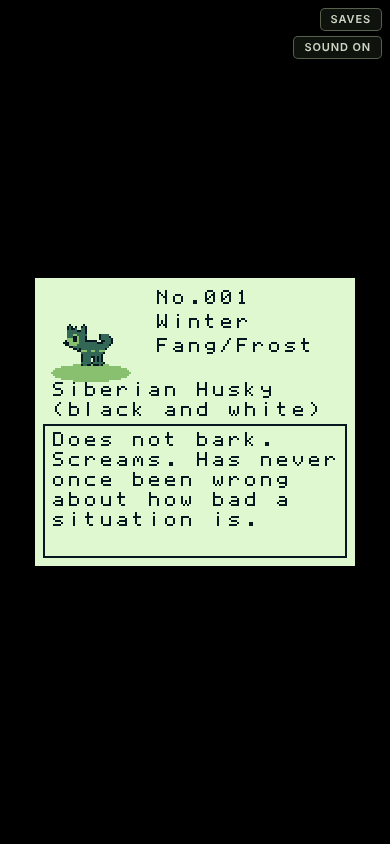 SAVES
SOUND ON
No.001
Winter
Fang/Frost
Siberian Husky
(black and white)
Does not bark.
Screams. Has never
once been wrong
about how bad a
situation is.